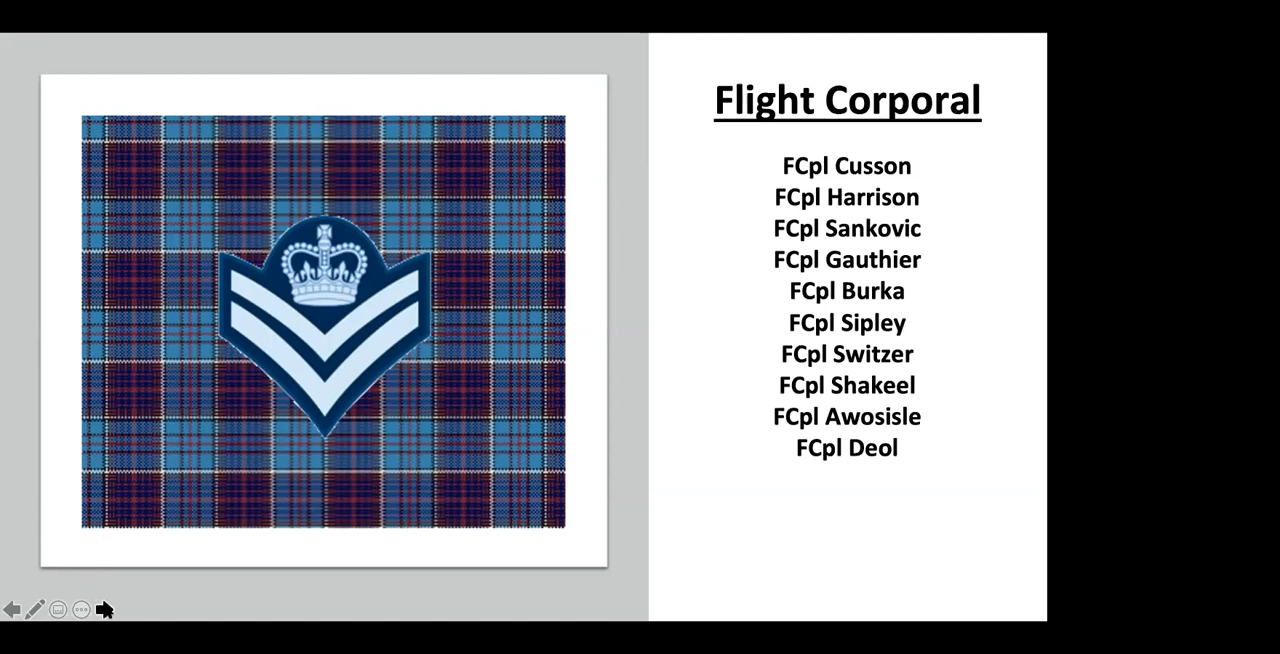 Flight Corporal
FCpl Cusson
FCpl Harrison
FCpl Sankovic
FCpl Gauthier
FCpl Burka
FCpl Sipley
FCpl Switzer
FCpl Shakeel
FCpl Awosisle
FCpl Deol